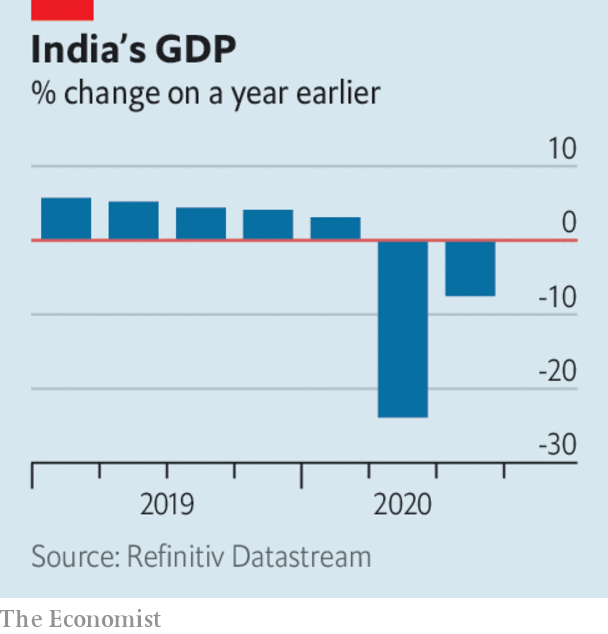 India’s GDP
% change on a year earlier
10
0
-10
-20
-30
2019 2020
Source: Refinitiv Datastream
The Economist